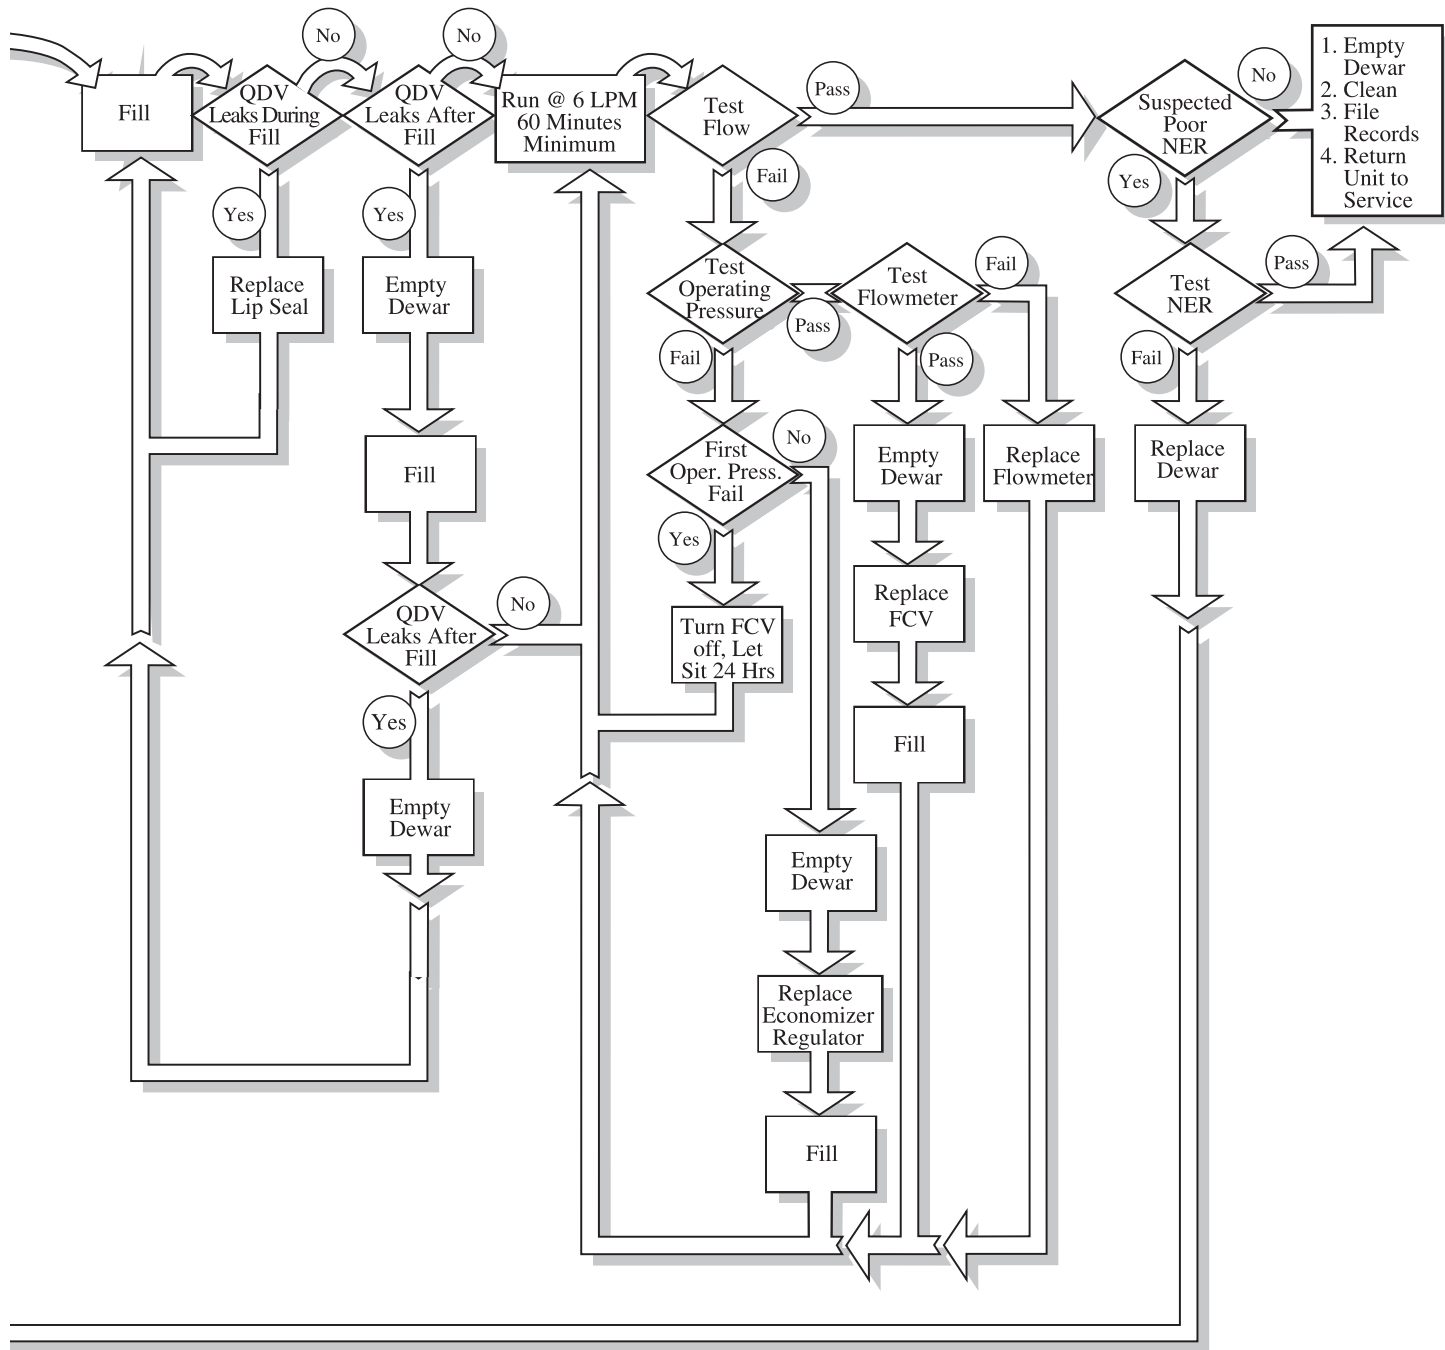 Fill
QDV
Leaks During
Fill
No
Yes
Replace
Lip Seal
QDV
Leaks After
Fill
No
Yes
Empty
Dewar
Fill
QDV
Leaks After
Fill
No
Yes
Empty
Dewar
Run @ 6 LPM
60 Minutes
Minimum
Test
Flow
Pass
Fail
Test
Operating
Pressure
Pass
Fail
First
Oper. Press.
Fail
No
Yes
Turn FCV
off, Let
Sit 24 Hrs
Empty
Dewar
Replace
Economizer
Regulator
Fill
Test
Flowmeter
Fail
Pass
Empty
Dewar
Replace
FCV
Fill
Replace
Flowmeter
Suspected
Poor
NER
No
Yes
Test
NER
Pass
Fail
Replace
Dewar
1. Empty
Dewar
2. Clean
3. File
Records
4. Return
Unit to
Service